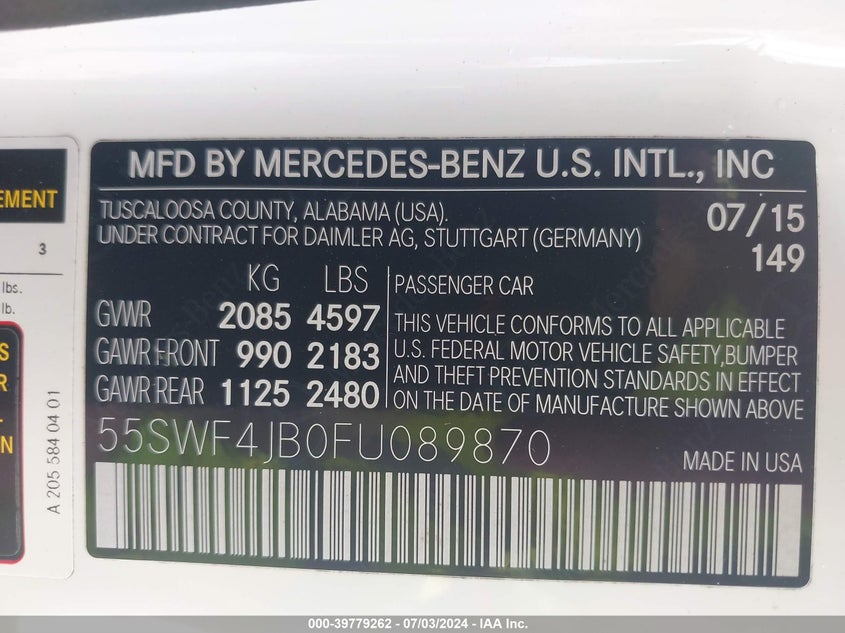 EMENT
3
lbs.
lb.
S
R
IN
A 205 584 04 01
MFD BY MERCEDES-BENZ U.S. INTL., INC
TUSCALOOSA COUNTY, ALABAMA (USA).
UNDER CONTRACT FOR DAIMLER AG, STUTTGART (GERMANY)
07/15
149
KG LBS
GVWR 2085 4597
GAWR FRONT 990 2183
GAWR REAR 1125 2480
PASSENGER CAR
THIS VEHICLE CONFORMS TO ALL APPLICABLE
U.S. FEDERAL MOTOR VEHICLE SAFETY,BUMPER
AND THEFT PREVENTION STANDARDS IN EFFECT
ON THE DATE OF MANUFACTURE SHOWN ABOVE
55SWF4JB0FU089870
MADE IN USA
000-39779262 - 07/03/2024 - IAA Inc.